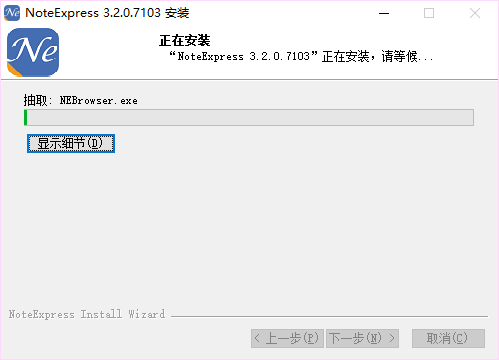 NoteExpress 3.2.0.7103 安装
Ne
正在安装
“NoteExpress 3.2.0.7103”正在安装，请等候...
抽取: NEBrowser.exe
显示细节(D)
NoteExpress Install Wizard
< 上一步(P) 下一步(N) > 取消(C)